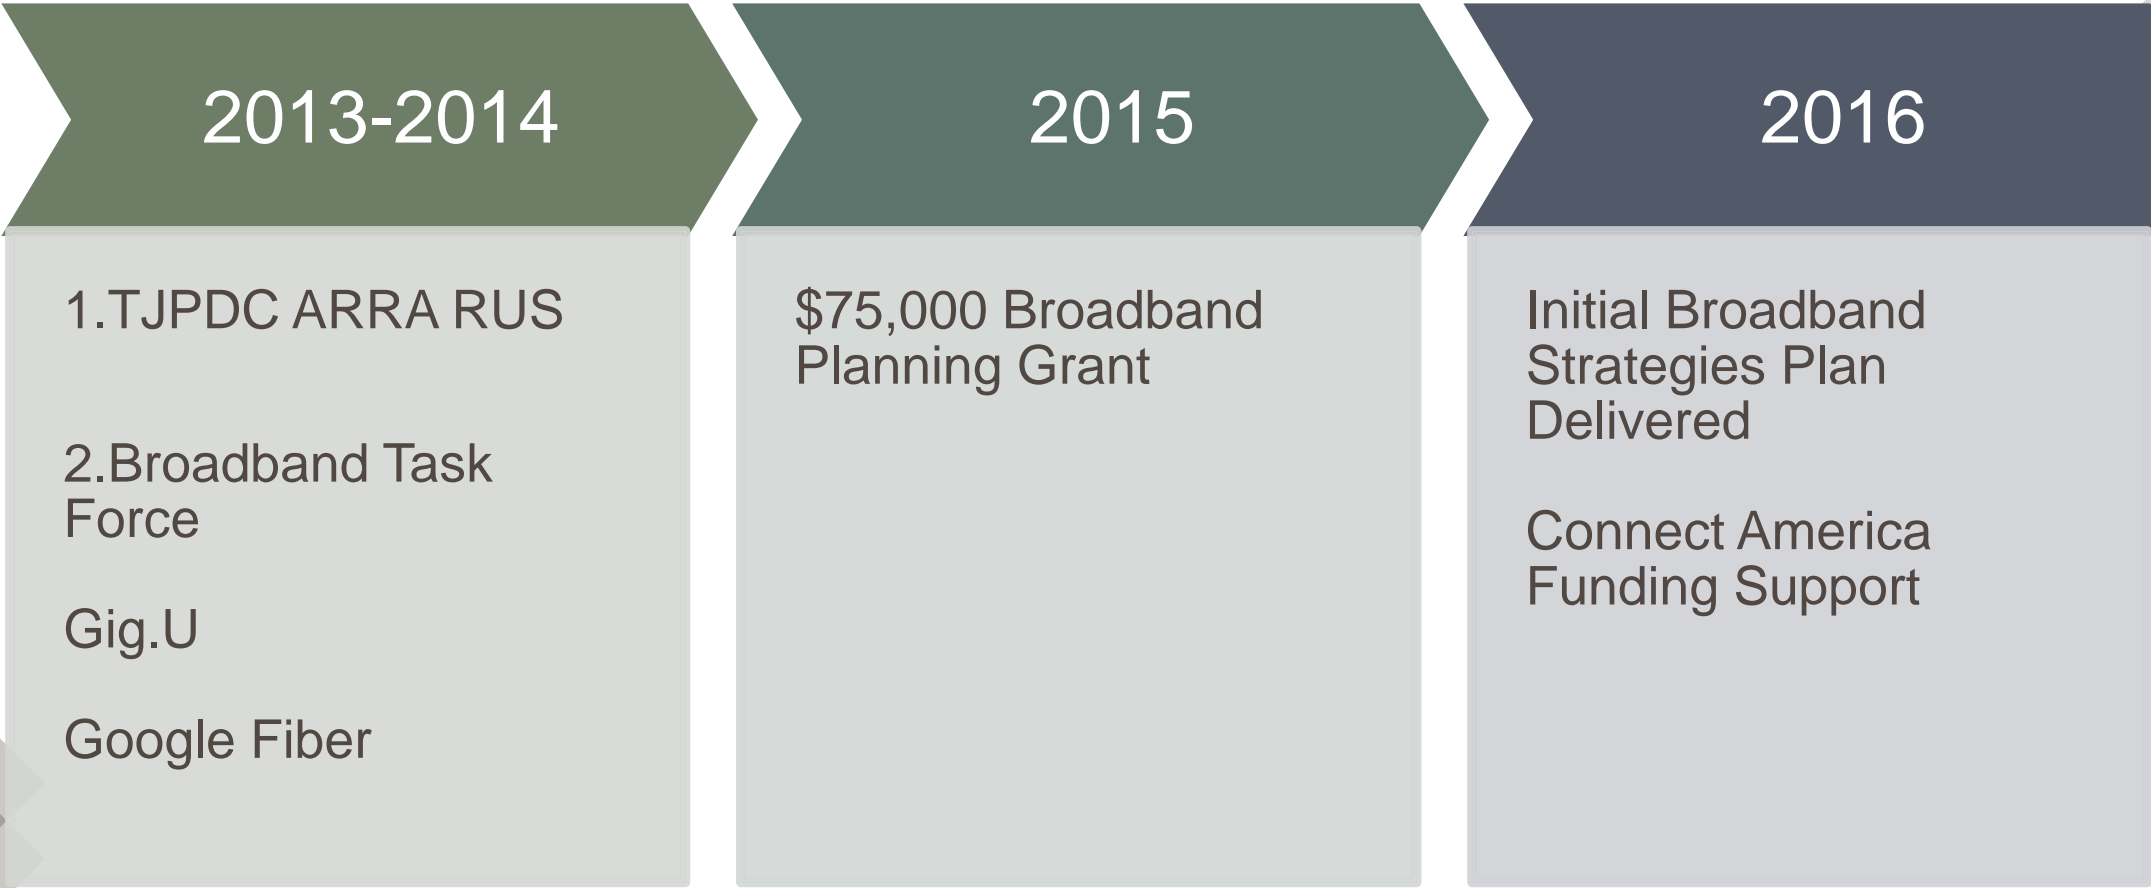 2013-2014
1.TJPDC ARRA RUS
2.Broadband Task
Force
Gig.U
Google Fiber
2015
$75,000 Broadband
Planning Grant
2016
Initial Broadband
Strategies Plan
Delivered
Connect America
Funding Support